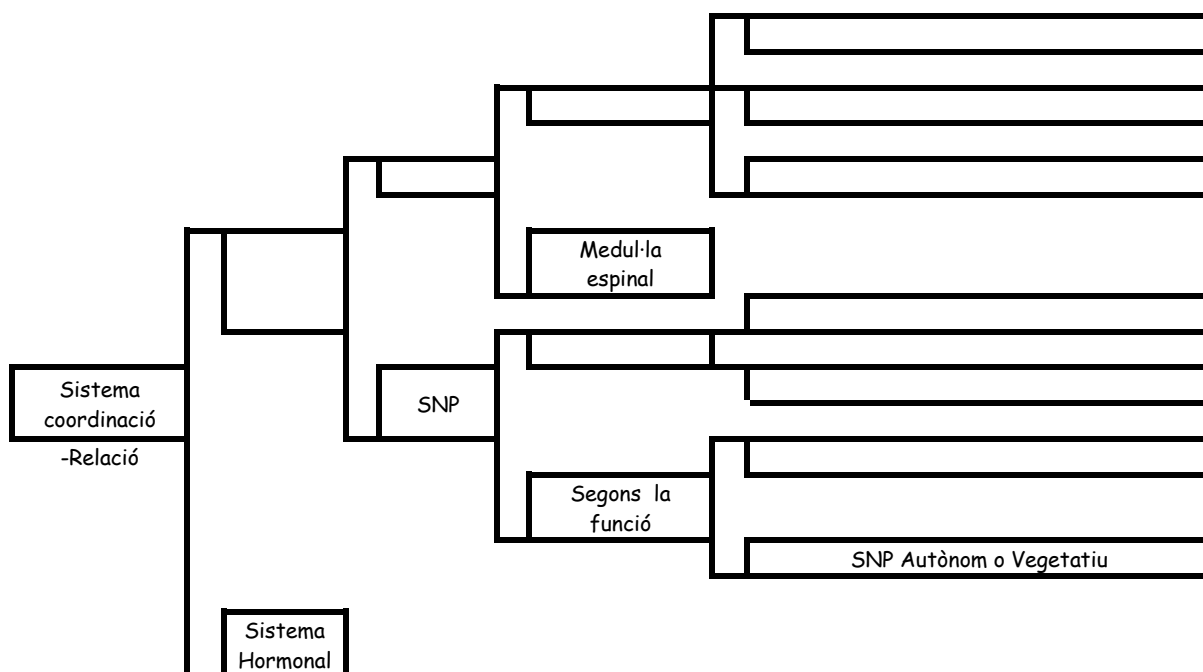 Medul·la
espinal
Sistema
coordinació
-Relació
SNP
Segons la
funció
SNP Autònom o Vegetatiu
Sistema
Hormonal